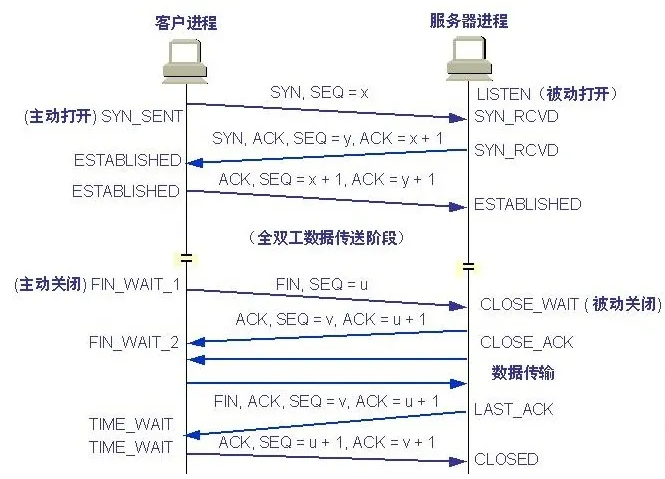 客户进程
服务器进程
SYN, SEQ = x
LISTEN（被动打开）
(主动打开) SYN_SENT
SYN_RCVD
SYN, ACK, SEQ = y, ACK = x + 1
SYN_RCVD
ESTABLISHED
ACK, SEQ = x + 1, ACK = y + 1
ESTABLISHED
ESTABLISHED
（全双工数据传送阶段）
(主动关闭) FIN_WAIT_1
FIN, SEQ = u
CLOSE_WAIT ( 被动关闭)
ACK, SEQ = v, ACK = u + 1
FIN_WAIT_2
CLOSE_ACK
数据传输
FIN, ACK, SEQ = v, ACK = u + 1
LAST_ACK
TIME_WAIT
ACK, SEQ = u + 1, ACK = v + 1
TIME_WAIT
CLOSED